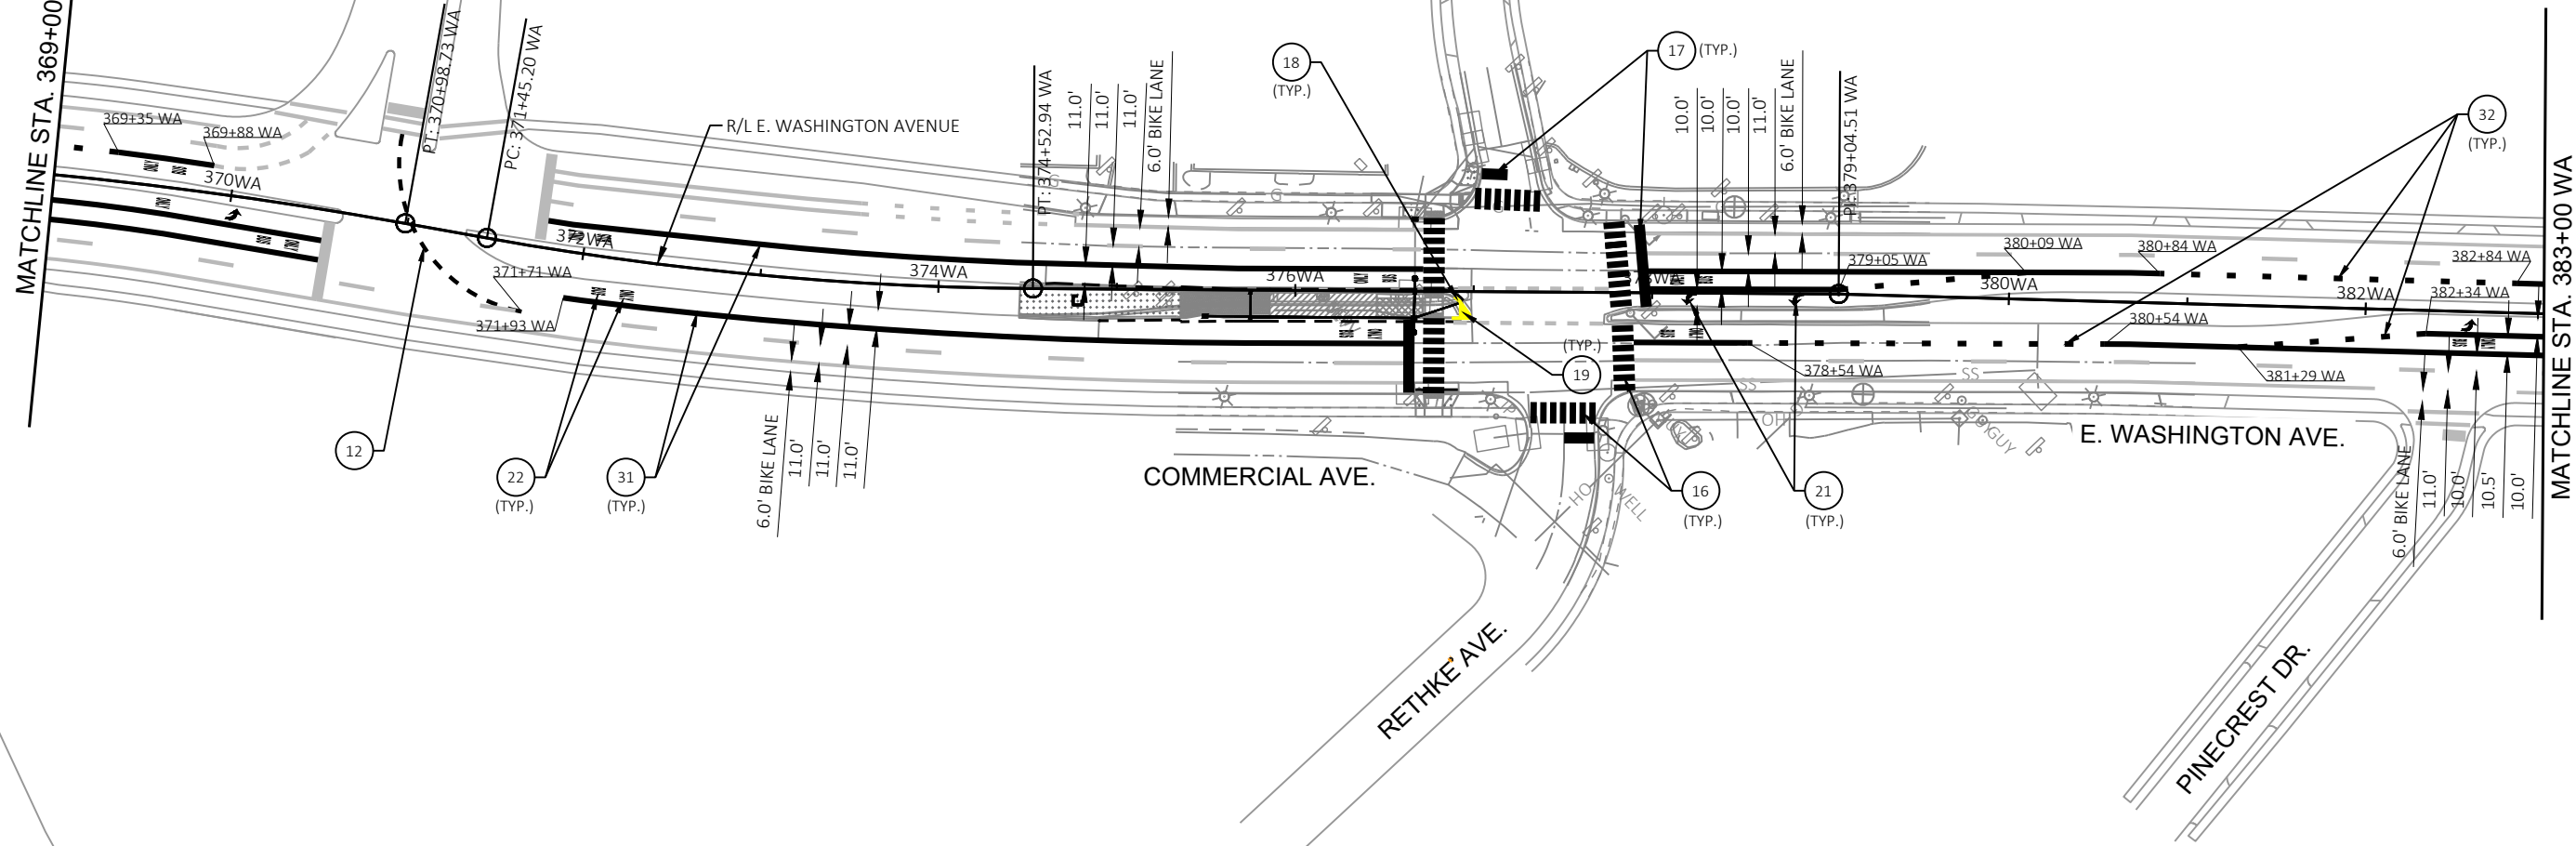 MATCHLINE STA. 369+00
369+35 WA
369+88 WA
370WA
PT: 370+98.73 WA
PC: 371+45.20 WA
R/L E. WASHINGTON AVENUE
372WA
371+71 WA
371+93 WA
12
22
(TYP.)
31
(TYP.)
6.0' BIKE LANE
11.0'
11.0'
11.0'
374WA
PT: 374+52.94 WA
11.0'
11.0'
11.0'
6.0' BIKE LANE
G
18
(TYP.)
376WA
BUS
ONLY
17
(TYP.)
(TYP.)
19
10.0'
10.0'
10.0'
11.0'
6.0' BIKE LANE
PI: 379+04.51 WA
379+05 WA
380+09 WA
380+84 WA
380WA
32
(TYP.)
382+84 WA
382WA
382+34 WA
380+54 WA
378+54 WA
381+29 WA
SS
SS
GUY
HO
WELL
16
(TYP.)
21
(TYP.)
COMMERCIAL AVE.
E. WASHINGTON AVE.
RETHKE AVE.
PINECREST DR.
6.0' BIKE LANE
11.0'
10.0'
10.5'
10.0'
MATCHLINE STA. 383+00 WA